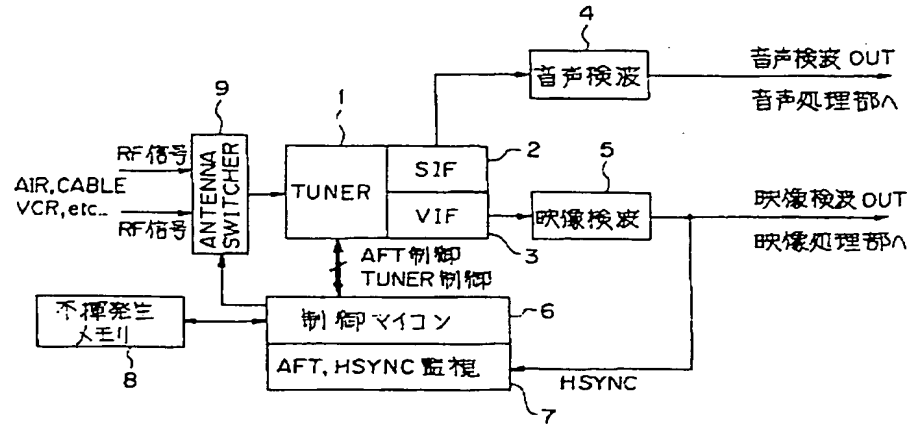 4
音声検波
音声検波 OUT
音声処理部へ
9
1
RF信号
ANTENNA
SWITCHER
TUNER
SIF
2
AIR, CABLE
VCR, etc...
RF信号
VIF
3
5
映像検波
映像検波 OUT
映像処理部へ
AFT制御
TUNER制御
不揮発生
メモリ
8
制御マイコン
6
AFT, HSYNC 監視
7
HSYNC